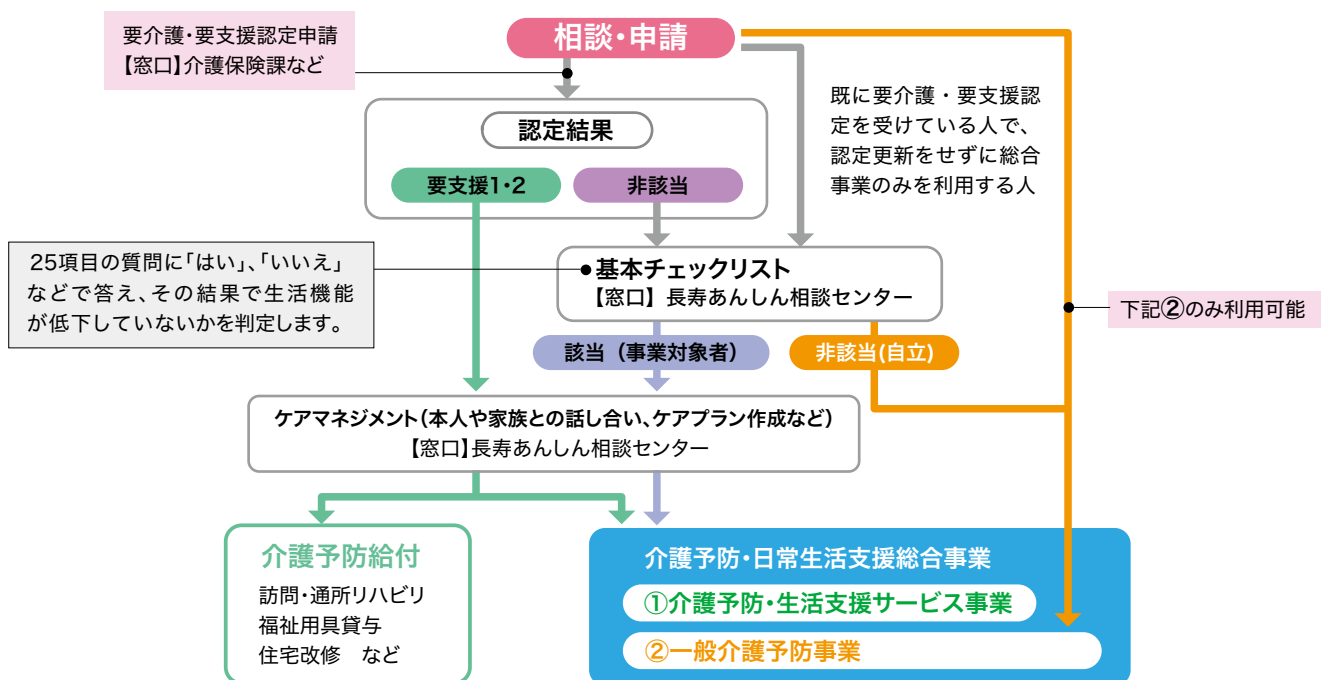 相談・申請
要介護・要支援認定申請
【窓口】介護保険課など
認定結果
要支援1・2
非該当
既に要介護・要支援認
定を受けている人で、
認定更新をせずに総合
事業のみを利用する人
25項目の質問に「はい」、「いいえ」
などで答え、その結果で生活機能
が低下していないかを判定します。
基本チェックリスト
【窓口】長寿あんしん相談センター
下記②のみ利用可能
該当（事業対象者）
非該当(自立)
ケアマネジメント（本人や家族との話し合い、ケアプラン作成など）
【窓口】長寿あんしん相談センター
介護予防給付
訪問・通所リハビリ
福祉用具貸与
住宅改修　など
介護予防・日常生活支援総合事業
①介護予防・生活支援サービス事業
②一般介護予防事業